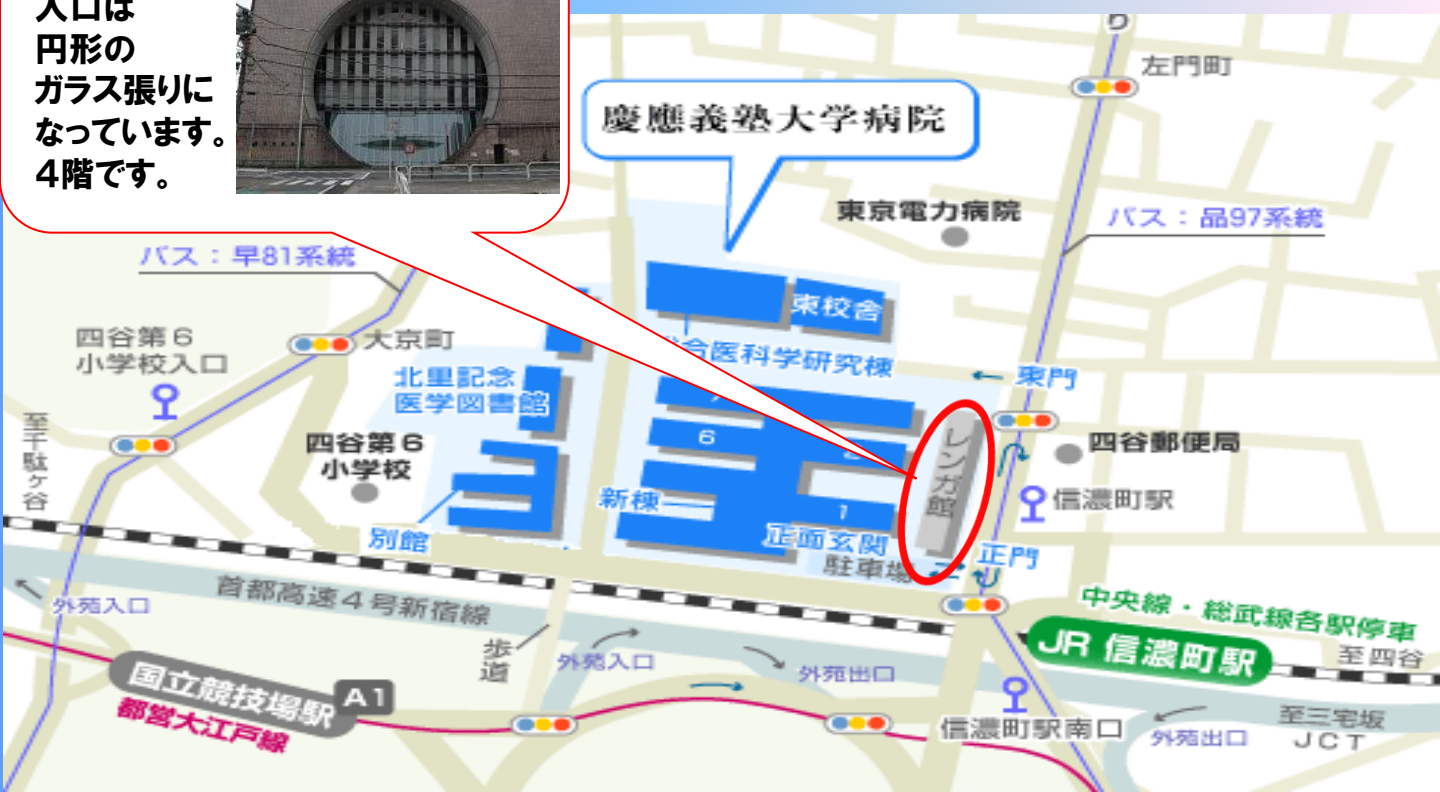 入口は
円形の
ガラス張りに
なっています。
4階です。
慶應義塾大学病院
左門町
東京電力病院
バス：品97系統
バス：早81系統
四谷第６
小学校入口
大京町
東校舎
合医科学研究棟
北里記念
医学図書館
← 東門
至千駄ヶ谷
四谷第６
小学校
6
レンガ館
四谷郵便局
信濃町駅
新棟
1
別館
正面玄関
駐車場
正門
外苑入口
首都高速４号新宿線
歩道
外苑入口
外苑出口
中央線・総武線各駅停車
JR 信濃町駅
至四谷
国立競技場駅
A1
都営大江戸線
信濃町駅南口
外苑出口
至三宅坂
ＪＣＴ